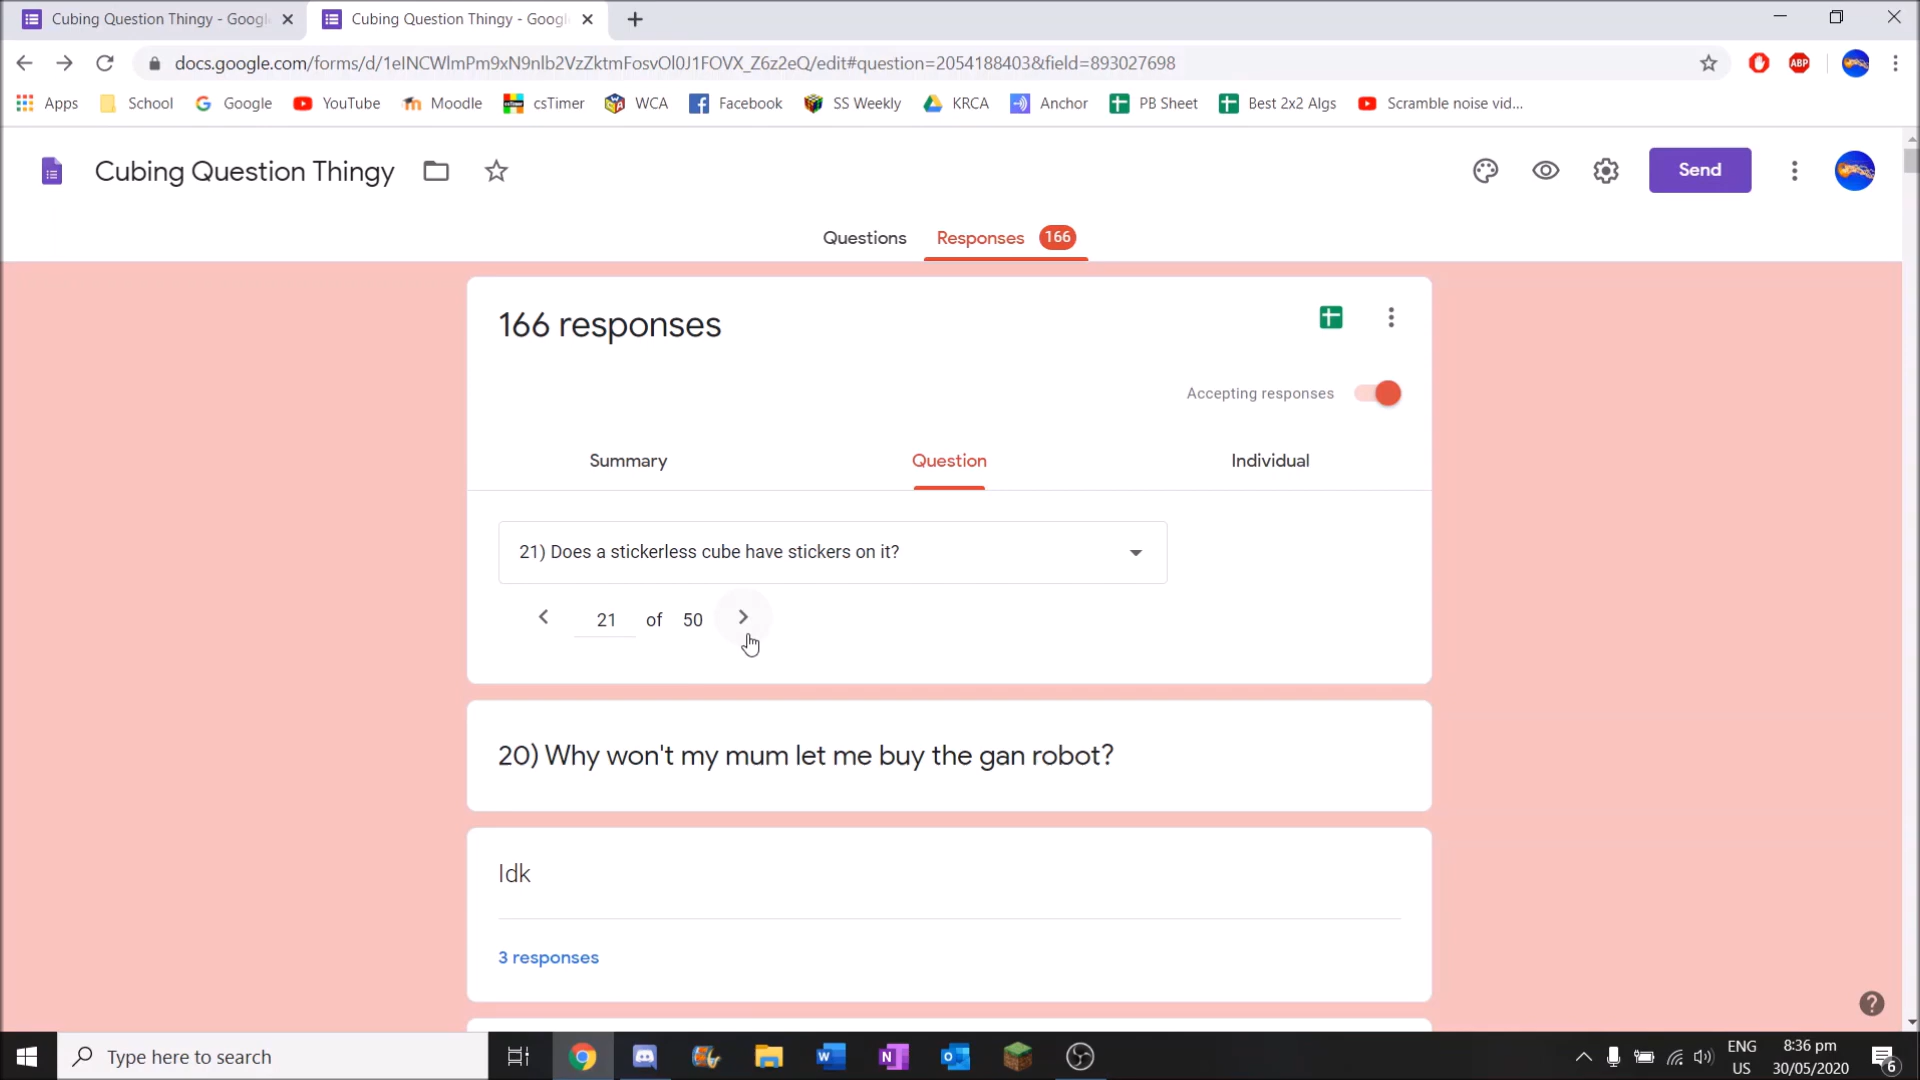 Cubing Question Thingy - Googl
Cubing Question Thingy - Googl
docs.google.com/forms/d/1eINCWlmPm9xN9nlb2VzZktmFosvOl0J1FOVX_Z6z2eQ/edit#question=2054188403&field=893027698
ABP
Apps
School
Google
YouTube
Moodle
csTimer
WCA
Facebook
SS Weekly
KRCA
Anchor
PB Sheet
Best 2x2 Algs
Scramble noise vid...
Cubing Question Thingy
Send
Questions
Responses
166
166 responses
Accepting responses
Summary
Question
Individual
21) Does a stickerless cube have stickers on it?
21 of 50
20) Why won't my mum let me buy the gan robot?
Idk
3 responses
Type here to search
ENG
US
8:36 pm
30/05/2020
6